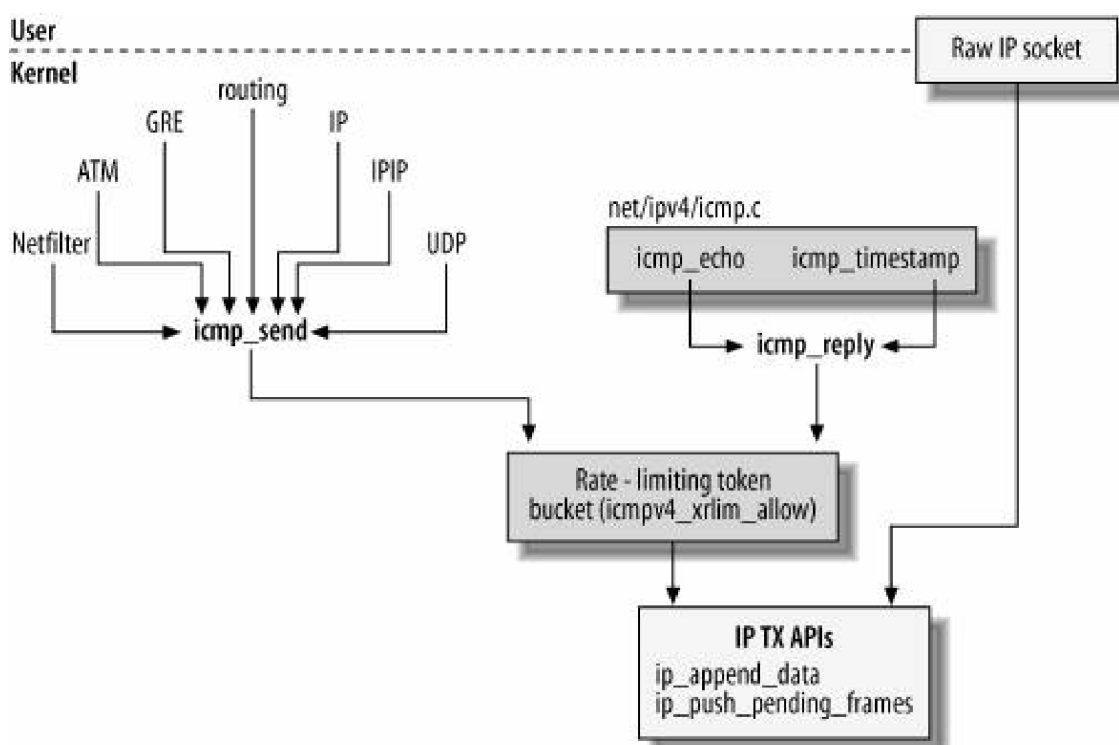 User
Raw IP socket
Kernel
routing
GRE
IP
ATM
IPIP
net/ipv4/icmp.c
Netfilter
UDP
icmp_echo
icmp_timestamp
icmp_send
icmp_reply
Rate - limiting token
bucket (icmpv4_xrlim_allow)
IP TX APIs
ip_append_data
ip_push_pending_frames